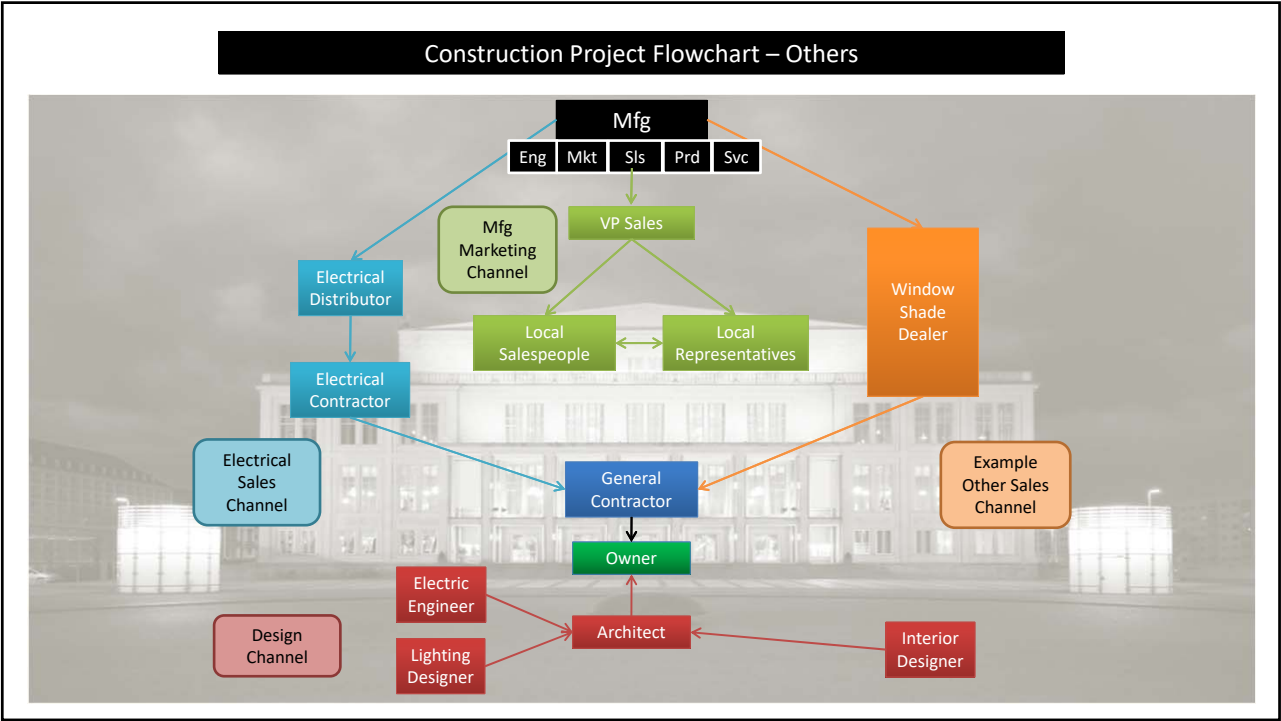 Construction Project Flowchart – Others
Mfg
Eng
Mkt
Sls
Prd
Svc
Mfg
Marketing
Channel
VP Sales
Electrical
Distributor
Window
Shade
Dealer
Local
Salespeople
Local
Representatives
Electrical
Contractor
Electrical
Sales
Channel
General
Contractor
Example
Other Sales
Channel
Owner
Electric
Engineer
Design
Channel
Architect
Lighting
Designer
Interior
Designer